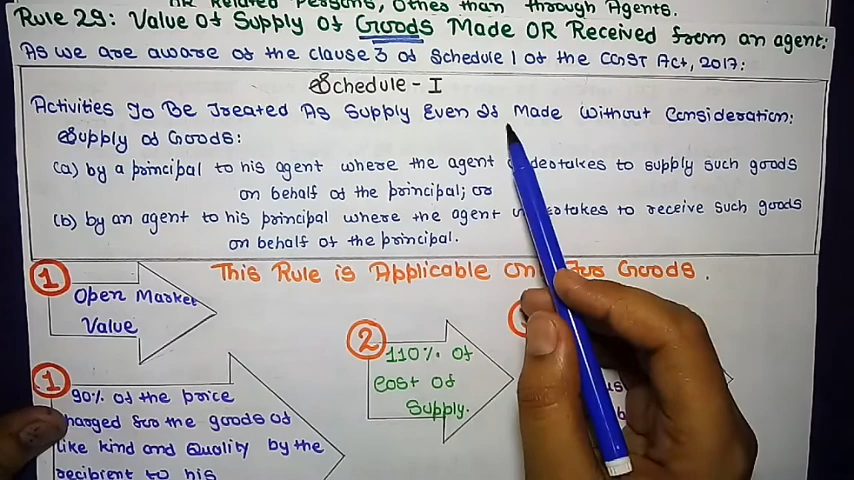 Related Persons, Other than through Agents.
Rule 29: Value Of Supply Of Goods Made OR Received from an agent:
As we are aware of the clause 3 of Schedule 1 of the CGST Act, 2017:
Schedule - I
Activities To Be Treated As Supply Even If Made Without Consideration:
Supply of Goods:
(a) by a principal to his agent where the agent undertakes to supply such goods
on behalf of the principal; or
(b) by an agent to his principal where the agent undertakes to receive such goods
on behalf of the principal.
This Rule is Applicable on Goods.
1
Open Market
Value
2
110% of
Cost of
Supply.
1
90% of the price
charged for the goods of
like kind and Quality by the
recipient to his